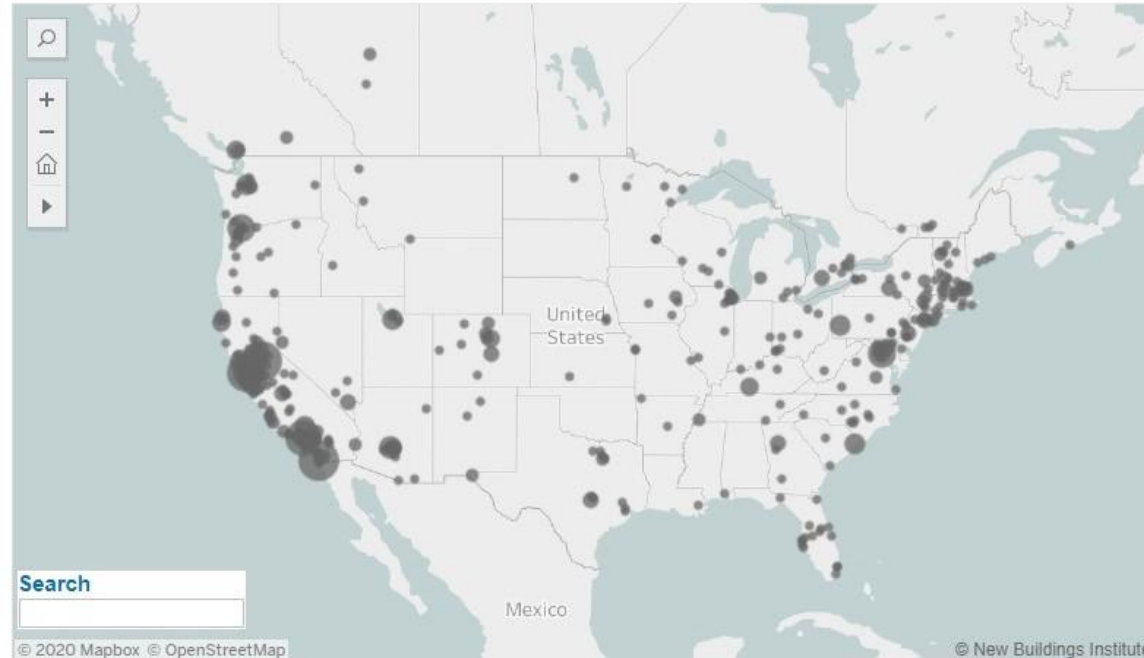 +
−
United
States
Search
Mexico
© 2020 Mapbox © OpenStreetMap
© New Buildings Institute